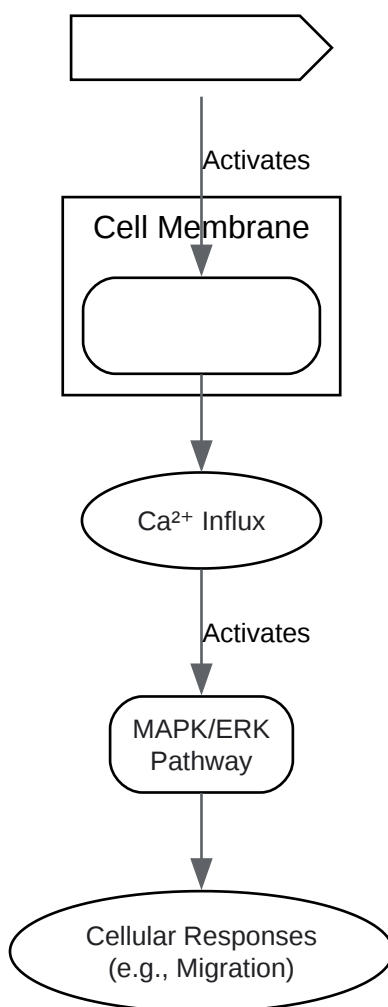 Activates
Cell Membrane
Ca²⁺ Influx
Activates
MAPK/ERK
Pathway
Cellular Responses
(e.g., Migration)